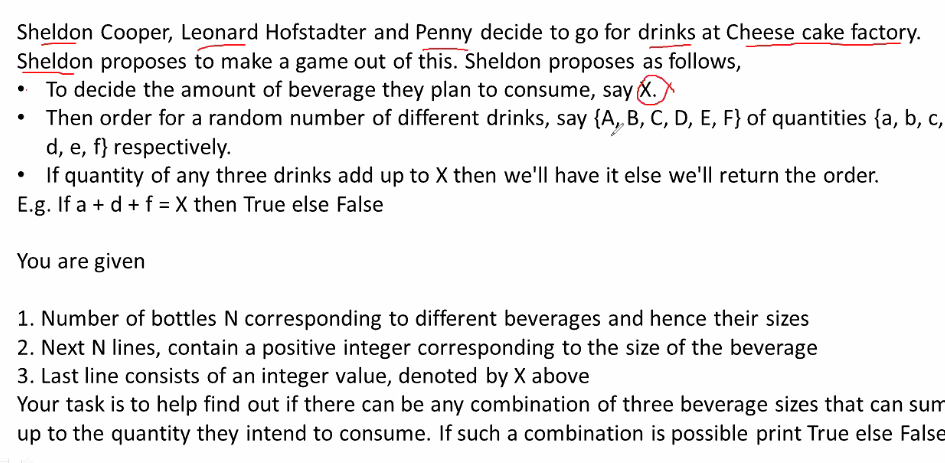 Sheldon Cooper, Leonard Hofstadter and Penny decide to go for drinks at Cheese cake factory.
Sheldon proposes to make a game out of this. Sheldon proposes as follows,
• To decide the amount of beverage they plan to consume, say X.
• Then order for a random number of different drinks, say {A, B, C, D, E, F} of quantities {a, b, c,
d, e, f} respectively.
• If quantity of any three drinks add up to X then we'll have it else we'll return the order.
E.g. If a + d + f = X then True else False
You are given
1. Number of bottles N corresponding to different beverages and hence their sizes
2. Next N lines, contain a positive integer corresponding to the size of the beverage
3. Last line consists of an integer value, denoted by X above
Your task is to help find out if there can be any combination of three beverage sizes that can sum
up to the quantity they intend to consume. If such a combination is possible print True else False